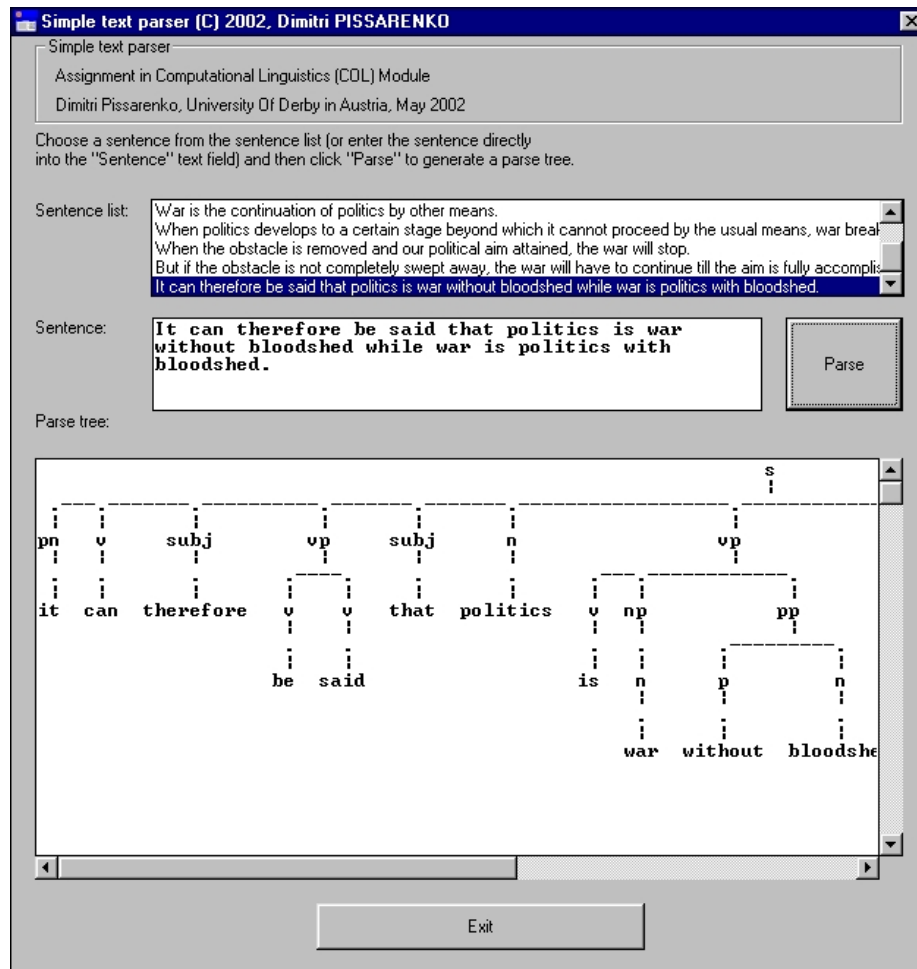 Simple text parser (C) 2002, Dimitri PISSARENKO
Simple text parser
Assignment in Computational Linguistics (COL) Module
Dimitri Pissarenko, University Of Derby in Austria, May 2002
Choose a sentence from the sentence list (or enter the sentence directly
into the "Sentence" text field) and then click "Parse" to generate a parse tree.
Sentence list:
War is the continuation of politics by other means.
When politics develops to a certain stage beyond which it cannot proceed by the usual means, war break
When the obstacle is removed and our political aim attained, the war will stop.
But if the obstacle is not completely swept away, the war will have to continue till the aim is fully accomplis
It can therefore be said that politics is war without bloodshed while war is politics with bloodshed.
Sentence:
It can therefore be said that politics is war
without bloodshed while war is politics with
bloodshed.
Parse
Parse tree:
s
pn v subj vp subj n vp
it can therefore v v that politics v np pp
be said is n p n
war without bloodshe
Exit